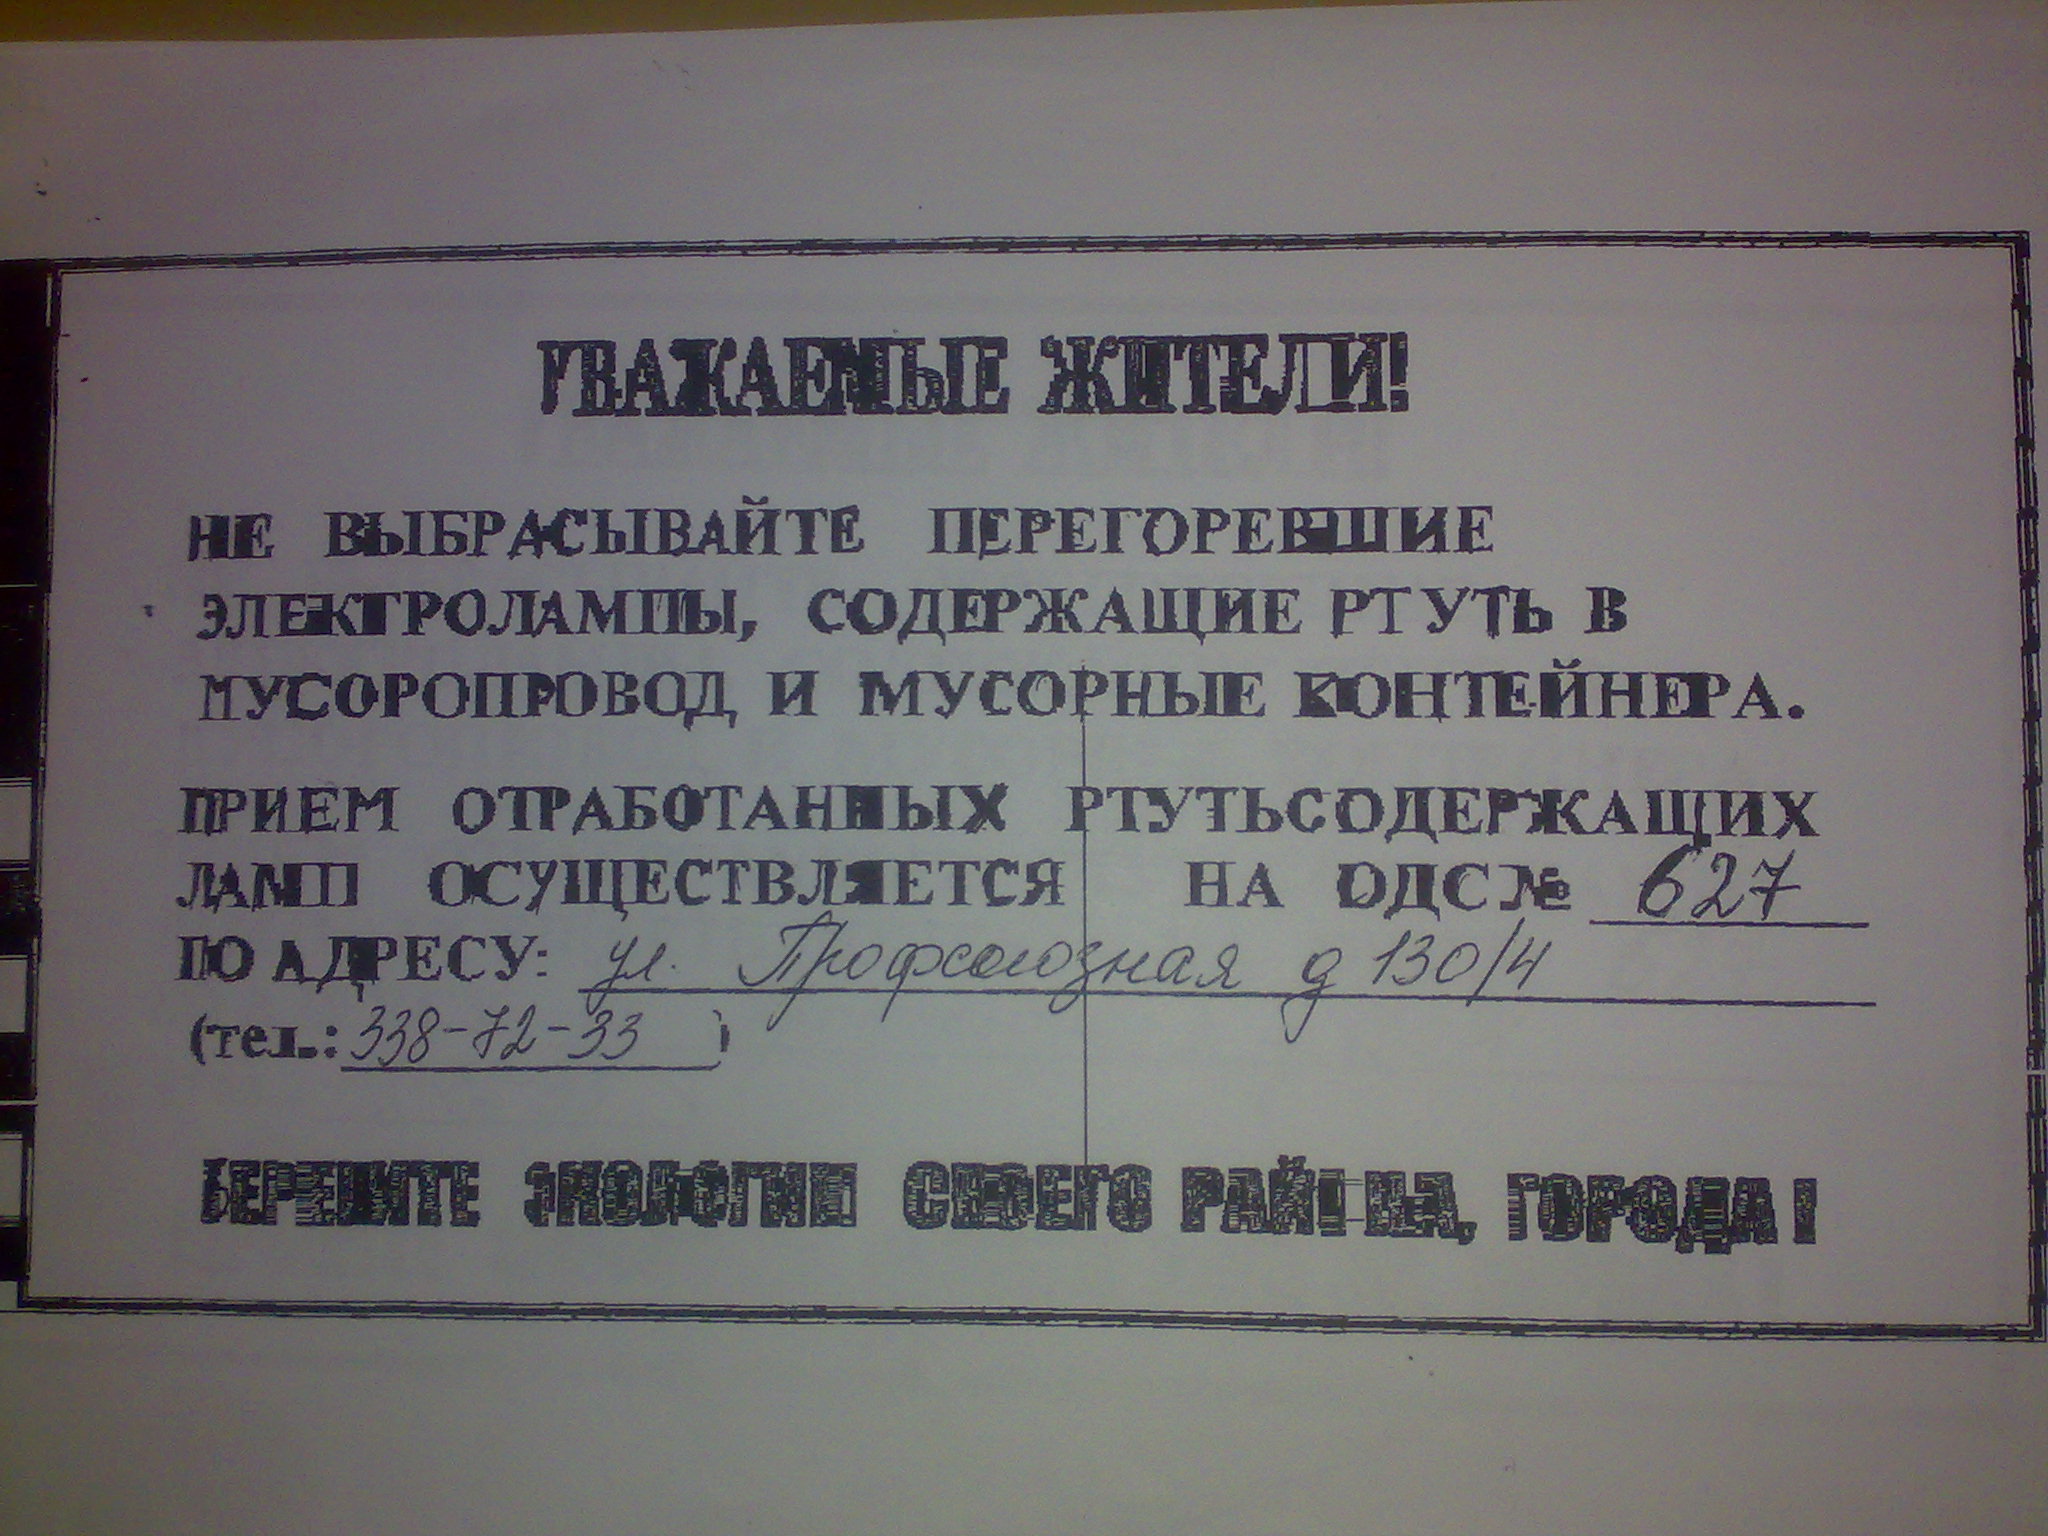 УВАЖАЕМЫЕ ЖИТЕЛИ!
НЕ ВЫБРАСЫВАЙТЕ ПЕРЕГОРЕВШИЕ
ЭЛЕКТРОЛАМПЫ, СОДЕРЖАЩИЕ РТУТЬ В
МУСОРОПРОВОД И МУСОРНЫЕ КОНТЕЙНЕРА.
ПРИЕМ ОТРАБОТАННЫХ РТУТЬСОДЕРЖАЩИХ
ЛАМП ОСУЩЕСТВЛЯЕТСЯ НА ОДС № 627
ПО АДРЕСУ: ул. Профсоюзная д 130/4
(тел.: 338-72-33 )
БЕРЕГИТЕ ЭКОЛОГИЮ СВОЕГО РАЙОНА, ГОРОДА!